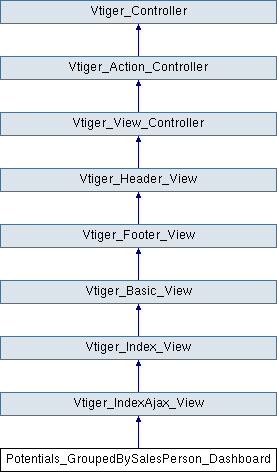 Vtiger_Controller
Vtiger_Action_Controller
Vtiger_View_Controller
Vtiger_Header_View
Vtiger_Footer_View
Vtiger_Basic_View
Vtiger_Index_View
Vtiger_IndexAjax_View
Potentials_GroupedBySalesPerson_Dashboard